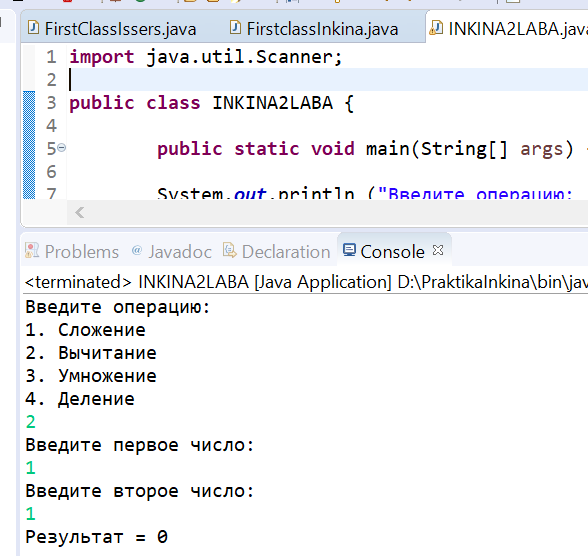 FirstClassIssers.java FirstclassInkina.java INKINA2LABA.java
1 import java.util.Scanner;
2
3 public class INKINA2LABA {
4
5 public static void main(String[] args) {
6
7 System.out.println ("Введите операцию:
Problems @ Javadoc Declaration Console
<terminated> INKINA2LABA [Java Application] D:\PraktikaInkina\bin\jav
Введите операцию:
1. Сложение
2. Вычитание
3. Умножение
4. Деление
2
Введите первое число:
1
Введите второе число:
1
Результат = 0